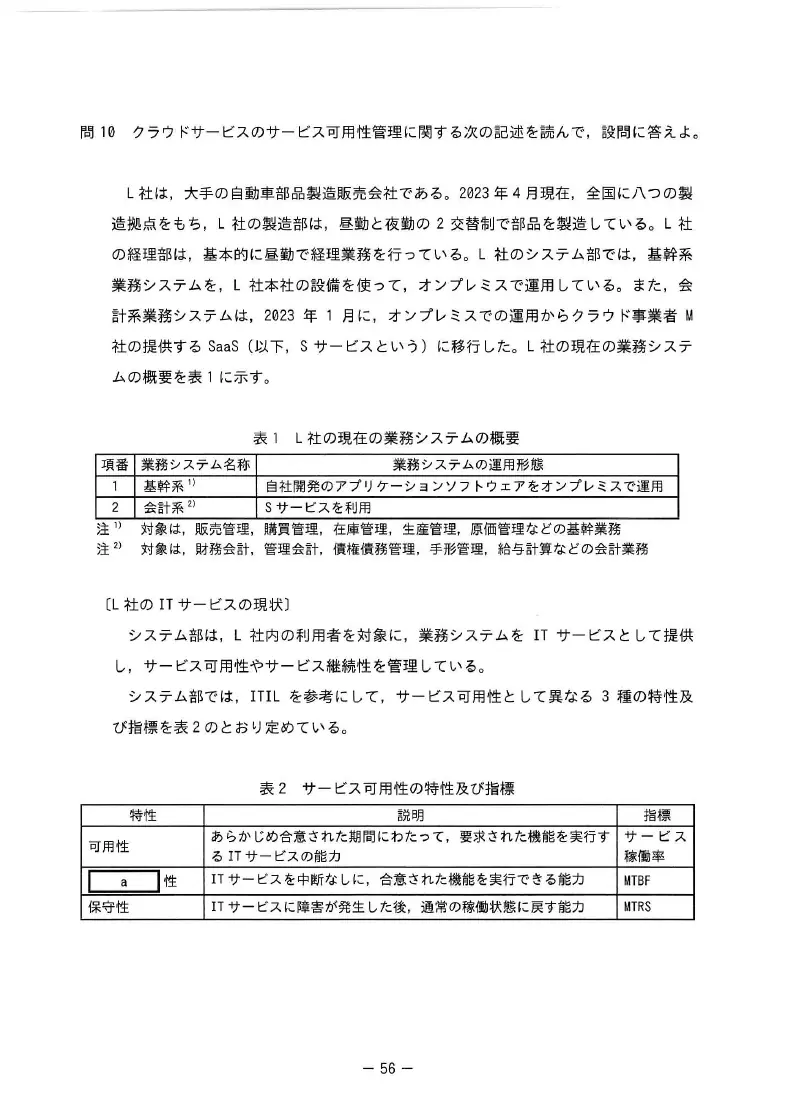 問10 クラウドサービスのサービス可用性管理に関する次の記述を読んで，設問に答えよ。
L社は，大手の自動車部品製造販売会社である。2023年4月現在，全国に八つの製
造拠点をもち，L社の製造部は，昼勤と夜勤の2交替制で部品を製造している。L社
の経理部は，基本的に昼勤で経理業務を行っている。L社のシステム部では，基幹系
業務システムを，L社本社の設備を使って，オンプレミスで運用している。また，会
計系業務システムは，2023年1月に，オンプレミスでの運用からクラウド事業者M
社の提供するSaaS（以下，Sサービスという）に移行した。L社の現在の業務システ
ムの概要を表1に示す。
表1 L社の現在の業務システムの概要
項番 業務システム名称 業務システムの運用形態
1 基幹系1) 自社開発のアプリケーションソフトウェアをオンプレミスで運用
2 会計系2) Sサービスを利用
注1) 対象は，販売管理，購買管理，在庫管理，生産管理，原価管理などの基幹業務
注2) 対象は，財務会計，管理会計，債権債務管理，手形管理，給与計算などの会計業務
〔L社のITサービスの現状〕
システム部は，L社内の利用者を対象に，業務システムをITサービスとして提供
し，サービス可用性やサービス継続性を管理している。
システム部では，ITILを参考にして，サービス可用性として異なる3種の特性及
び指標を表2のとおり定めている。
表2 サービス可用性の特性及び指標
特性 説明 指標
可用性 あらかじめ合意された期間にわたって，要求された機能を実行す サービス
るITサービスの能力 稼働率
a 性 ITサービスを中断なしに，合意された機能を実行できる能力 MTBF
保守性 ITサービスに障害が発生した後，通常の稼働状態に戻す能力 MTRS
－ 56 －